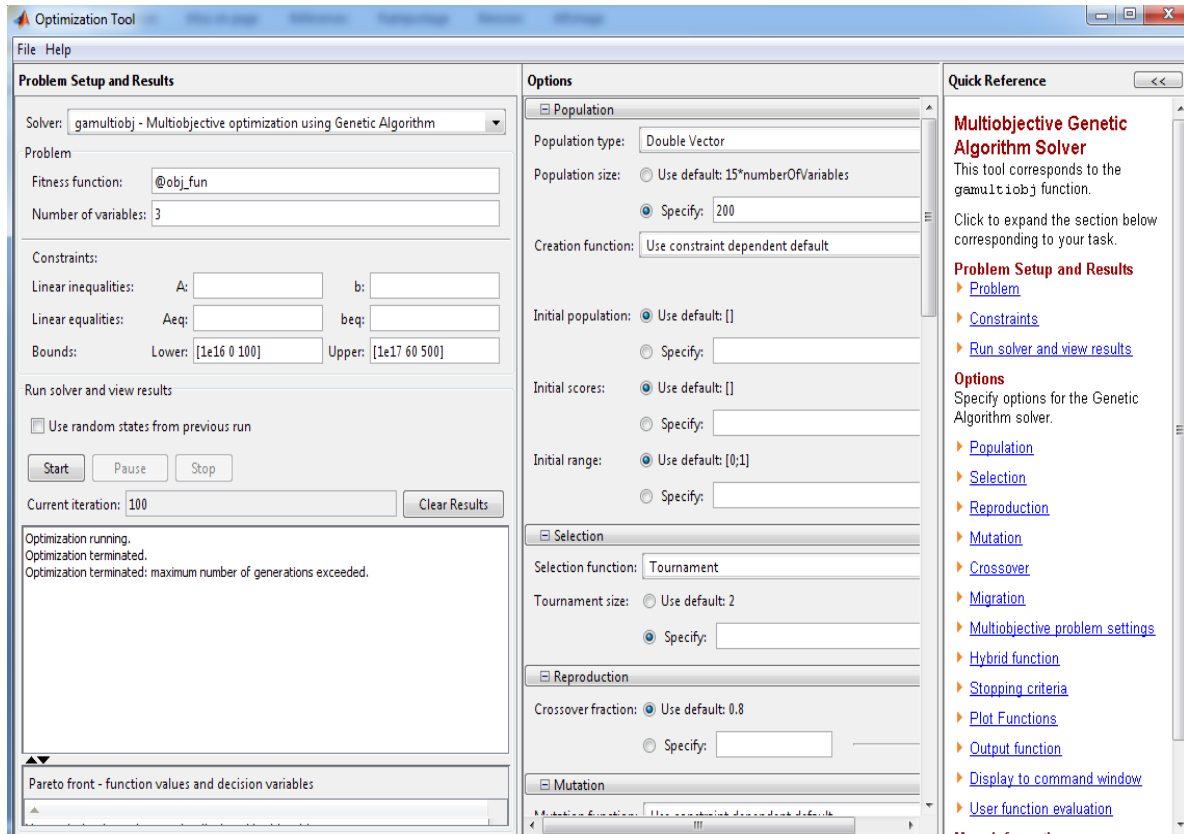 Optimization Tool
File Help
Problem Setup and Results
Solver: gamultiobj - Multiobjective optimization using Genetic Algorithm
Problem
Fitness function: @obj_fun
Number of variables: 3
Constraints:
Linear inequalities: A: b:
Linear equalities: Aeq: beq:
Bounds: Lower: [1e16 0 100] Upper: [1e17 60 500]
Run solver and view results
Use random states from previous run
Start Pause Stop
Current iteration: 100 Clear Results
Optimization running.
Optimization terminated.
Optimization terminated: maximum number of generations exceeded.
Pareto front - function values and decision variables
Options
Population
Population type: Double Vector
Population size: Use default: 15*numberOfVariables
Specify: 200
Creation function: Use constraint dependent default
Initial population: Use default: []
Specify:
Initial scores: Use default: []
Specify:
Initial range: Use default: [0;1]
Specify:
Selection
Selection function: Tournament
Tournament size: Use default: 2
Specify:
Reproduction
Crossover fraction: Use default: 0.8
Specify:
Mutation
Mutation function: Use constraint dependent default
Quick Reference <<
Multiobjective Genetic
Algorithm Solver
This tool corresponds to the
gamultiobj function.
Click to expand the section below
corresponding to your task.
Problem Setup and Results
Problem
Constraints
Run solver and view results
Options
Specify options for the Genetic
Algorithm solver.
Population
Selection
Reproduction
Mutation
Crossover
Migration
Multiobjective problem settings
Hybrid function
Stopping criteria
Plot Functions
Output function
Display to command window
User function evaluation